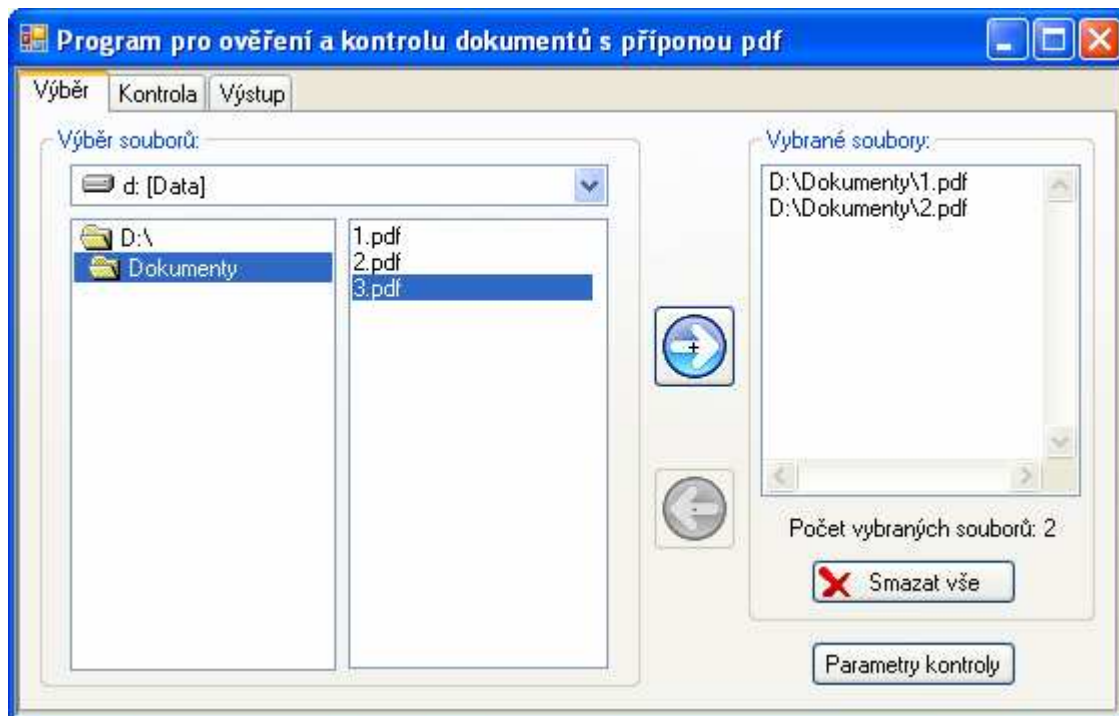 Program pro ověření a kontrolu dokumentů s příponou pdf
Výběr Kontrola Výstup
Výběr souborů:
d: [Data]
D:\
Dokumenty
1.pdf
2.pdf
3.pdf
Vybrané soubory:
D:\Dokumenty\1.pdf
D:\Dokumenty\2.pdf
Počet vybraných souborů: 2
Smazat vše
Parametry kontroly